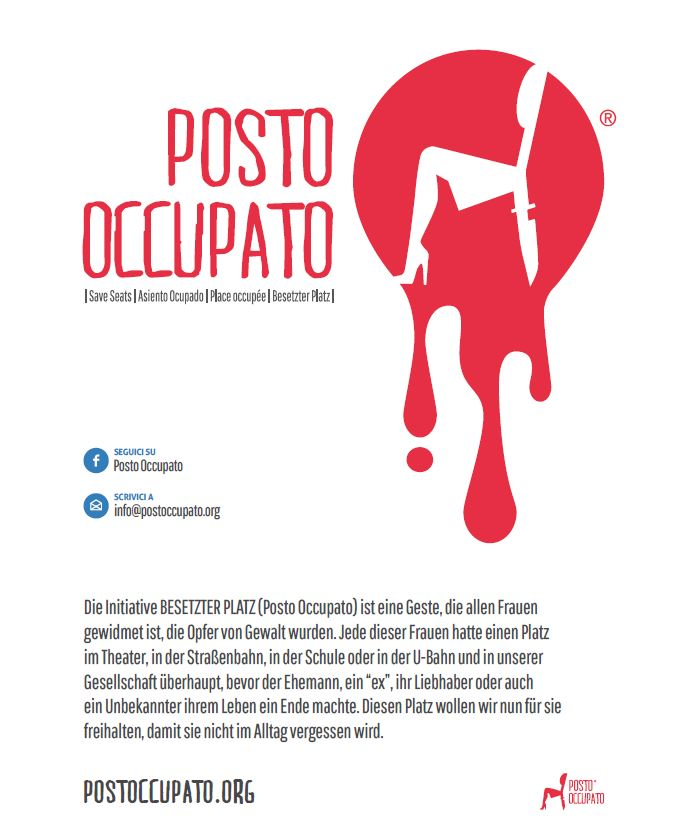 POSTO
OCCUPATO
®
| Save Seats | Asiento Ocupado | Place occupée | Besetzter Platz |
SEGUICI SU
Posto Occupato
SCRIVICI A
info@postoccupato.org
Die Initiative BESETZTER PLATZ (Posto Occupato) ist eine Geste, die allen Frauen
gewidmet ist, die Opfer von Gewalt wurden. Jede dieser Frauen hatte einen Platz
im Theater, in der Straßenbahn, in der Schule oder in der U-Bahn und in unserer
Gesellschaft überhaupt, bevor der Ehemann, ein “ex”, ihr Liebhaber oder auch
ein Unbekannter ihrem Leben ein Ende machte. Diesen Platz wollen wir nun für sie
freihalten, damit sie nicht im Alltag vergessen wird.
POSTOCCUPATO.ORG
POSTO
OCCUPATO